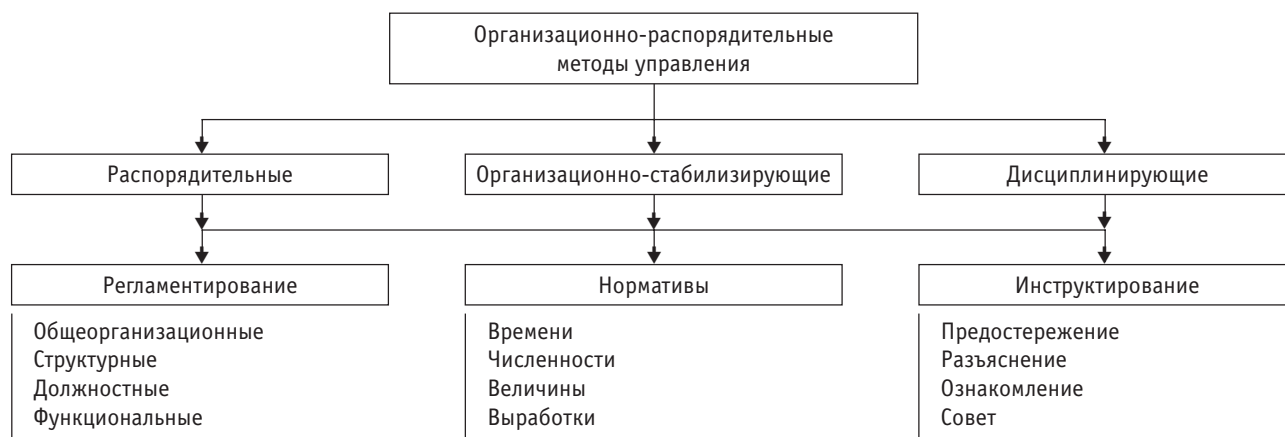 Организационно-распорядительные
методы управления
Распорядительные
Организационно-стабилизирующие
Дисциплинирующие
Регламентирование
Нормативы
Инструктирование
Общеорганизационные
Структурные
Должностные
Функциональные
Времени
Численности
Величины
Выработки
Предостережение
Разъяснение
Ознакомление
Совет